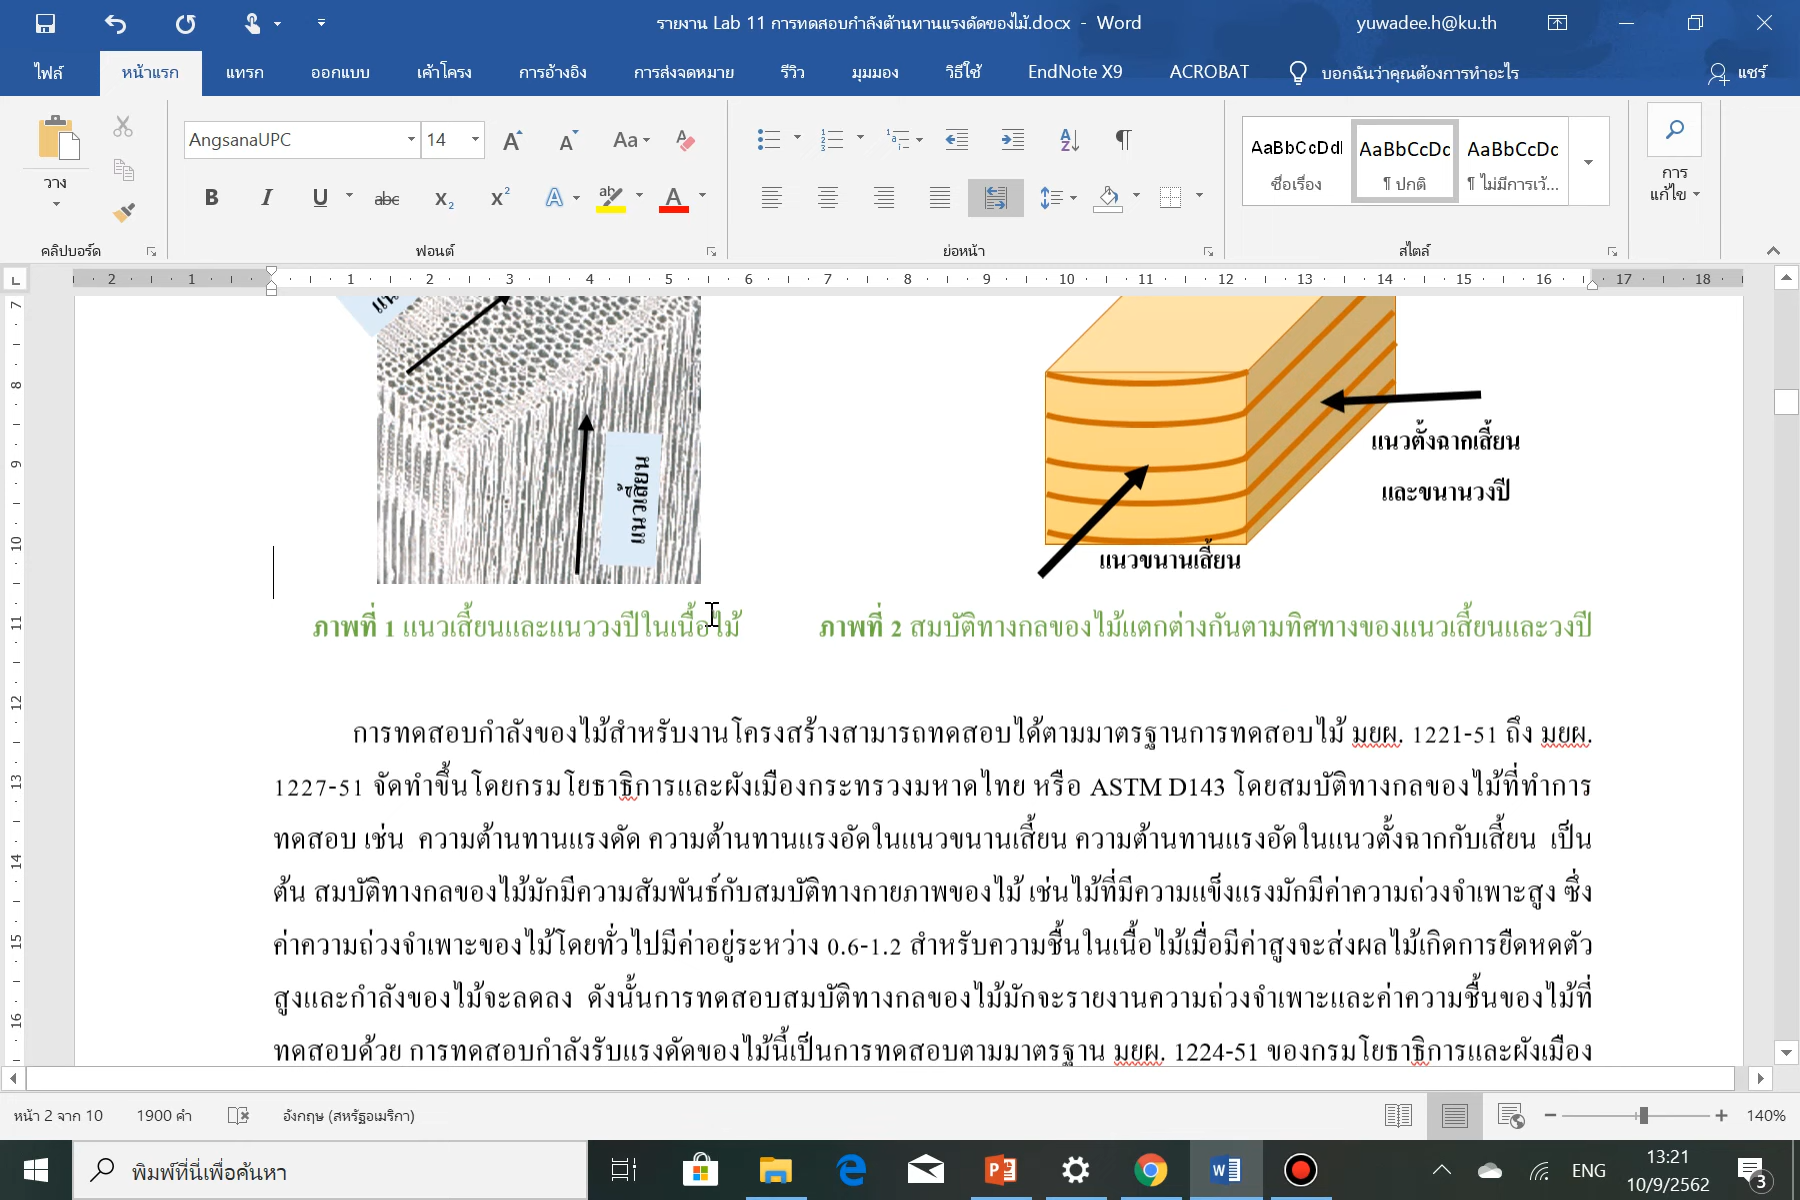 รายงาน Lab 11 การทดสอบกำลังต้านทานแรงดัดของไม้.docx - Word
yuwadee.h@ku.th
ไฟล์ หน้าแรก แทรก ออกแบบ เค้าโครง การอ้างอิง การส่งจดหมาย รีวิว มุมมอง วิธีใช้ EndNote X9 ACROBAT บอกฉันว่าคุณต้องการทำอะไร แชร์
AngsanaUPC 14 Aa
AaBbCcDdI AaBbCcDc AaBbCcDc
วาง
B I U abc x₂ x² A ab A
ชื่อเรื่อง ¶ ปกติ ¶ ไม่มีการเว้...
การแก้ไข
คลิปบอร์ด ฟอนต์ ย่อหน้า สไตล์
2 1 1 2 3 4 5 6 7 8 9 10 11 12 13 14 15 16 17 18
7
8
9
10
11
12
13
14
15
16
แนวเสี้ยน
แนวตั้งฉากเสี้ยน
และขนานวงปี
แนวขนานเสี้ยน
ภาพที่ 1 แนวเสี้ยนและแนววงปีในเนื้อไม้
ภาพที่ 2 สมบัติทางกลของไม้แตกต่างกันตามทิศทางของแนวเสี้ยนและวงปี
การทดสอบกำลังของไม้สำหรับงานโครงสร้างสามารถทดสอบได้ตามมาตรฐานการทดสอบไม้ มยผ. 1221-51 ถึง มยผ.
1227-51 จัดทำขึ้นโดยกรมโยธาธิการและผังเมืองกระทรวงมหาดไทย หรือ ASTM D143 โดยสมบัติทางกลของไม้ที่ทำการ
ทดสอบ เช่น ความต้านทานแรงดัด ความต้านทานแรงอัดในแนวขนานเสี้ยน ความต้านทานแรงอัดในแนวตั้งฉากกับเสี้ยน เป็น
ต้น สมบัติทางกลของไม้มักมีความสัมพันธ์กับสมบัติทางกายภาพของไม้ เช่นไม้ที่มีความแข็งแรงมักมีค่าความถ่วงจำเพาะสูง ซึ่ง
ค่าความถ่วงจำเพาะของไม้โดยทั่วไปมีค่าอยู่ระหว่าง 0.6-1.2 สำหรับความชื้นในเนื้อไม้เมื่อมีค่าสูงจะส่งผลไม้เกิดการยืดหดตัว
สูงและกำลังของไม้จะลดลง ดังนั้นการทดสอบสมบัติทางกลของไม้มักจะรายงานความถ่วงจำเพาะและค่าความชื้นของไม้ที่
ทดสอบด้วย การทดสอบกำลังรับแรงดัดของไม้นี้เป็นการทดสอบตามมาตรฐาน มยผ. 1224-51 ของกรมโยธาธิการและผังเมือง
หน้า 2 จาก 10 1900 คำ อังกฤษ (สหรัฐอเมริกา) 140%
พิมพ์ที่นี่เพื่อค้นหา
ENG
13:21
10/9/2562
3